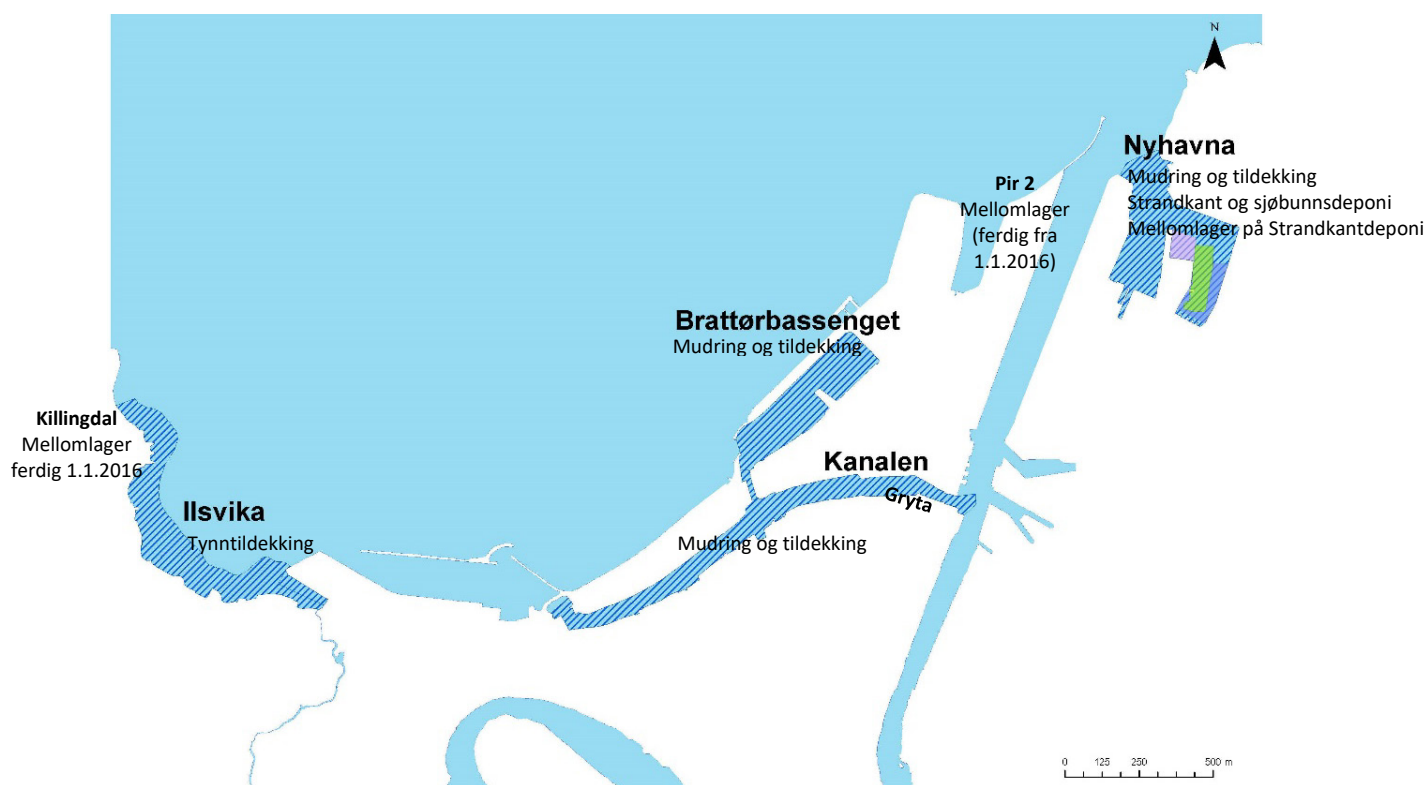 N
Nyhavna
Mudring og tildekking
Strandkant og sjøbunnsdeponi
Mellomlager på Strandkantdeponi
Pir 2
Mellomlager
(ferdig fra
1.1.2016)
Brattørbassenget
Mudring og tildekking
Killingdal
Mellomlager
ferdig 1.1.2016
Kanalen
Gryta
Ilsvika
Tynntildekking
Mudring og tildekking
0 125 250 500 m